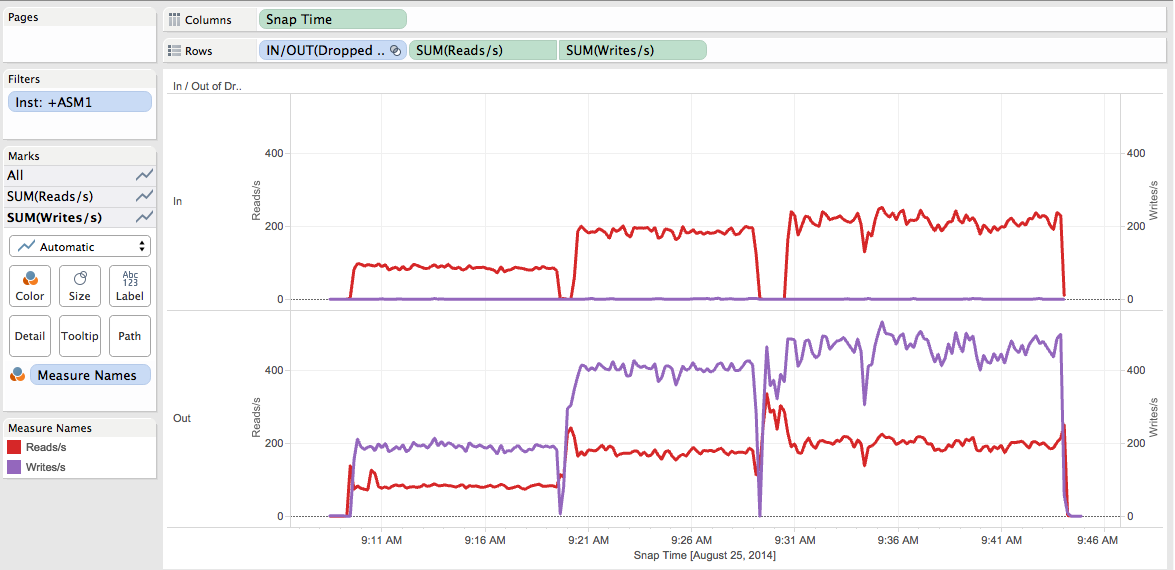 Pages
Columns
Snap Time
Rows
IN/OUT(Dropped ..
SUM(Reads/s)
SUM(Writes/s)
Filters
Inst: +ASM1
Marks
All
SUM(Reads/s)
SUM(Writes/s)
Automatic
Color
Size
Abc
123
Label
Detail
Tooltip
Path
Measure Names
Measure Names
Reads/s
Writes/s
In / Out of Dr..
In
Reads/s
400
200
0
400
200
0
Writes/s
Out
Reads/s
400
200
0
400
200
0
Writes/s
9:11 AM 9:16 AM 9:21 AM 9:26 AM 9:31 AM 9:36 AM 9:41 AM 9:46 AM
Snap Time [August 25, 2014]